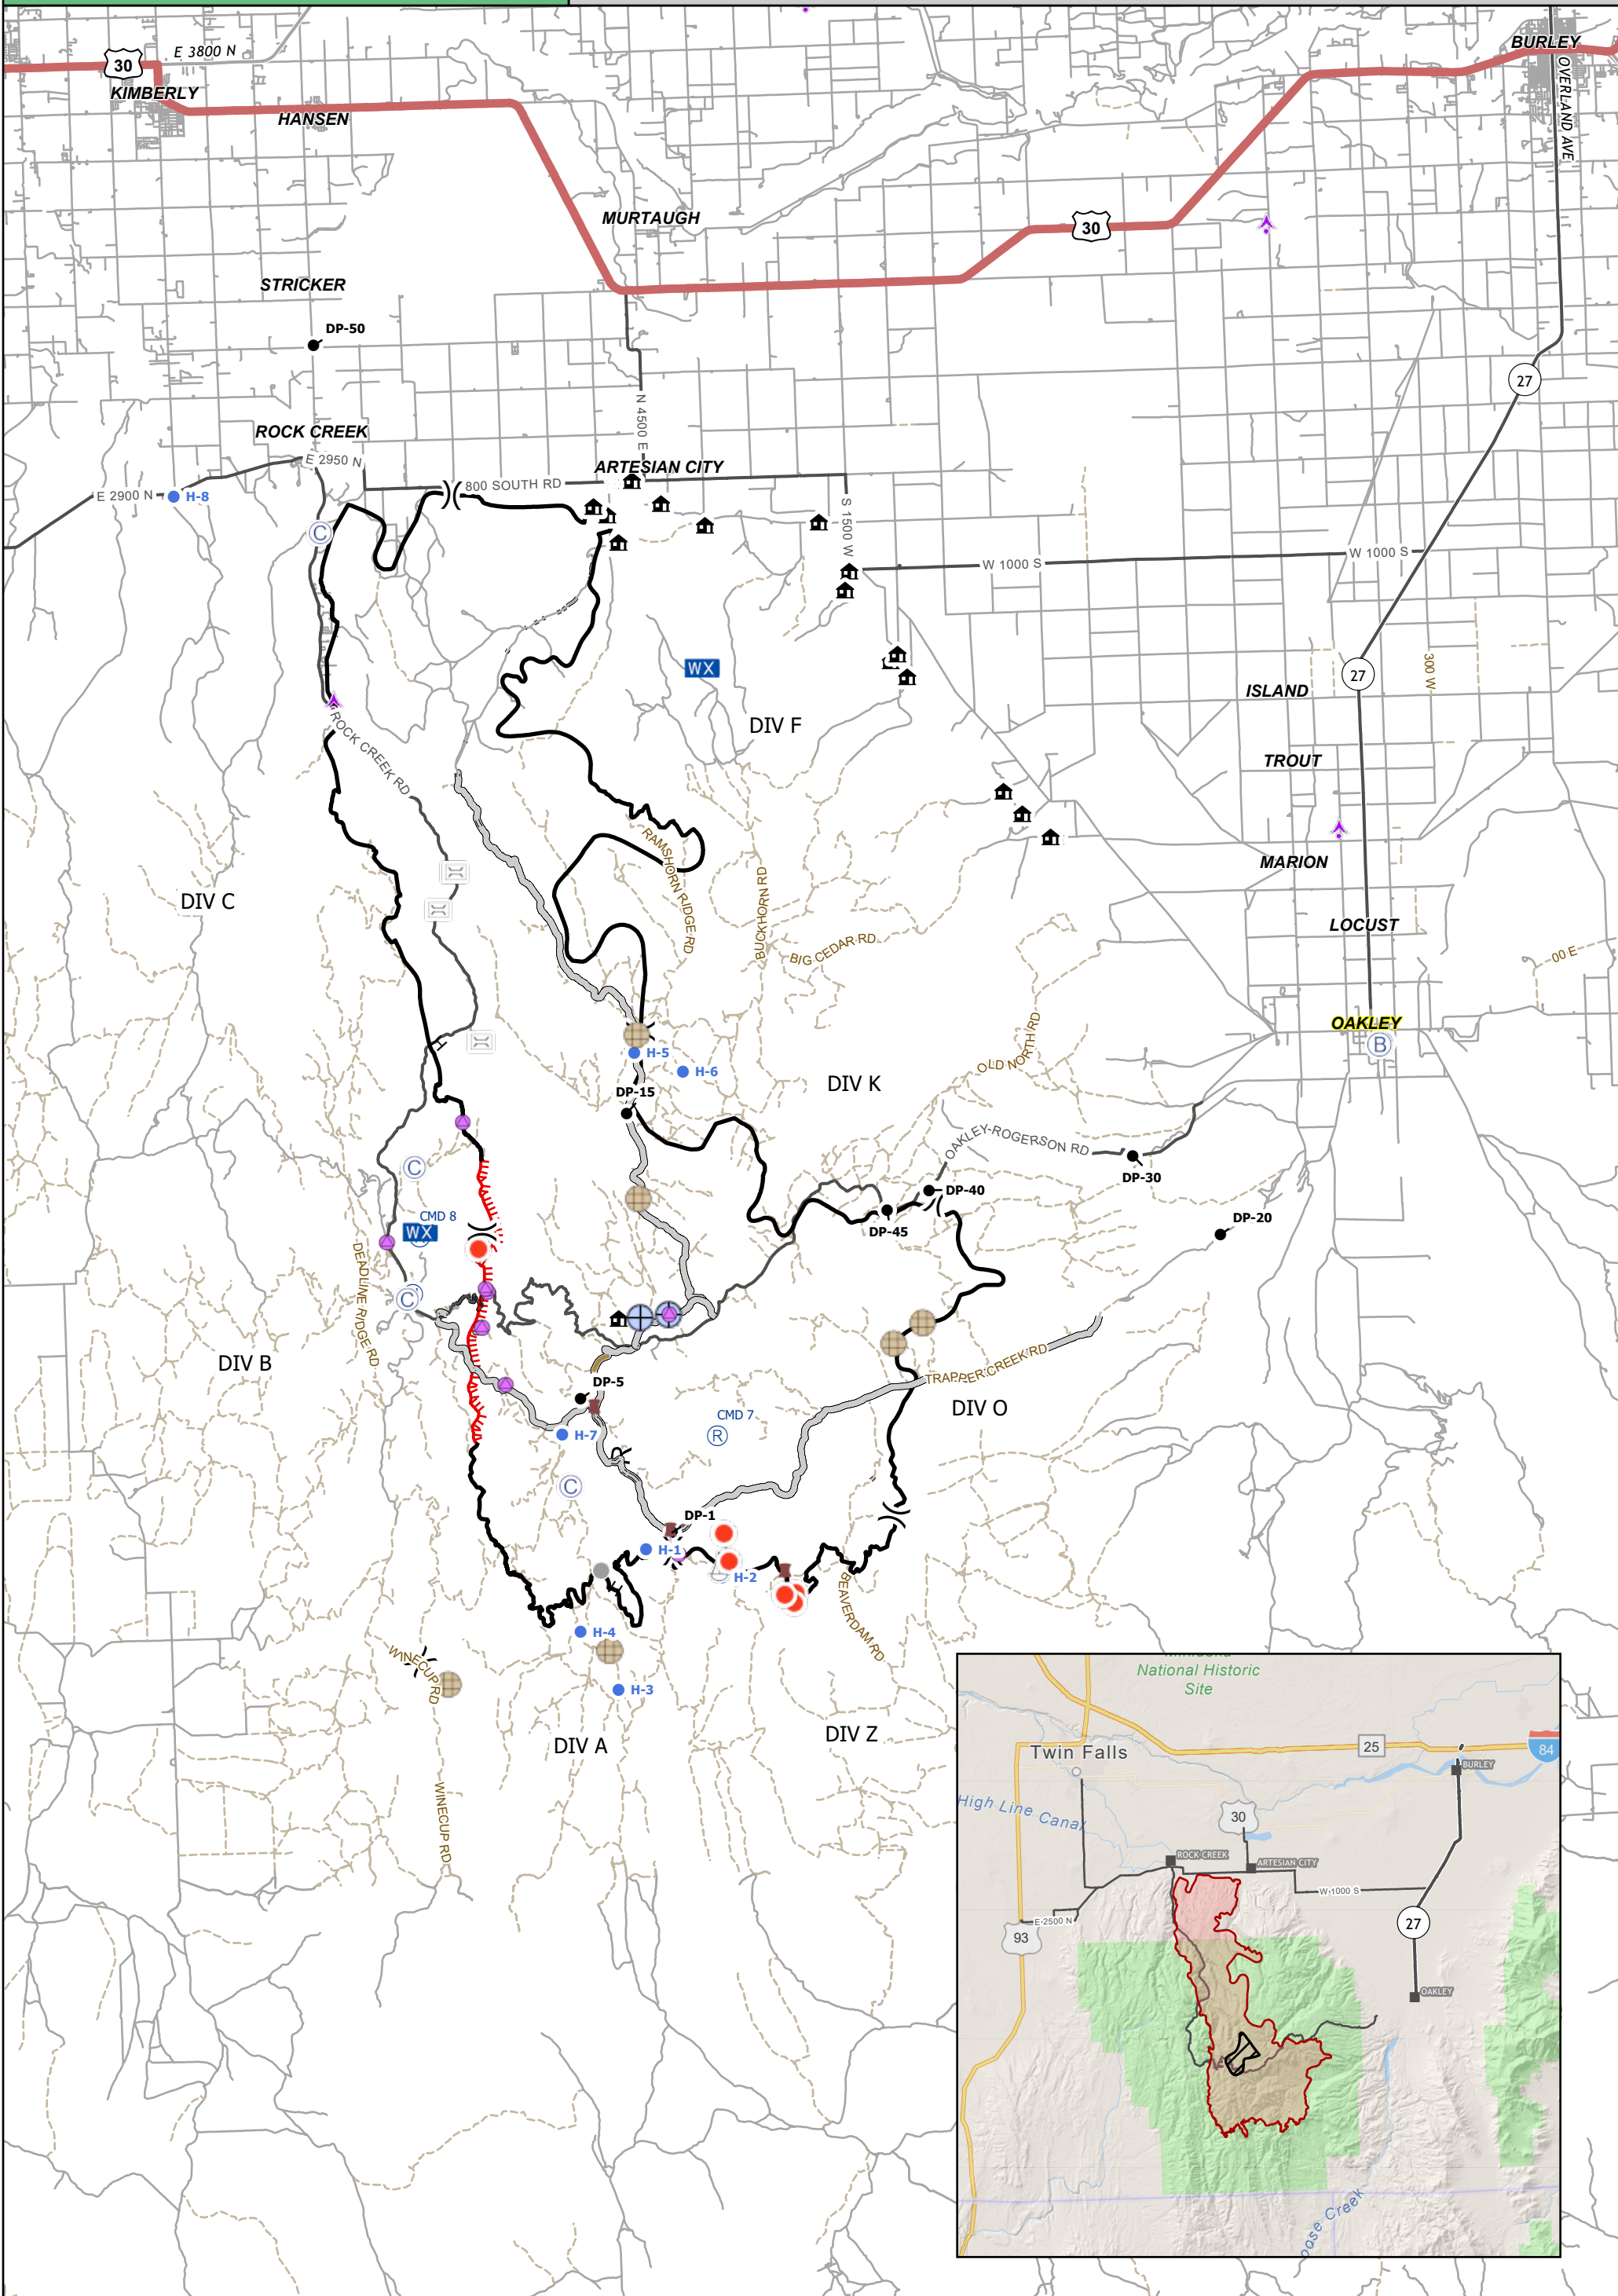 E 3800 N
30
KIMBERLY
HANSEN
BURLEY
OVERLAND AVE
MURTAUGH
30
STRICKER
DP-50
27
N 4500 E
ROCK CREEK
E 2950 N
ARTESIAN CITY
800 SOUTH RD
E 2900 N
H-8
C
S 1500 W
W 1000 S
W 1000 S
WX
27
300 W
ISLAND
DIV F
ROCK CREEK RD
TROUT
RAMSHORN RIDGE RD
BUCKHORN RD
MARION
DIV C
BIG CEDAR RD
LOCUST
00 E
OLD NORTH RD
OAKLEY
B
H-5
H-6
DIV K
DP-15
OAKLEY-ROGERSON RD
C
DP-30
DP-40
CMD 8
WX
DP-45
DP-20
DEADLINE RIDGE RD
C
DIV B
TRAPPER CREEK RD
DP-5
DIV O
CMD 7
R
H-7
C
DP-1
H-1
H-2
BEAVERDAM RD
H-4
WINECUP RD
H-3
DIV A
DIV Z
WINECUP RD
National Historic
Site
Twin Falls
25
84
BURLEY
High Line Canal
30
ROCK CREEK
ARTESIAN CITY
W 1000 S
E 2500 N
93
27
OAKLEY
Creek